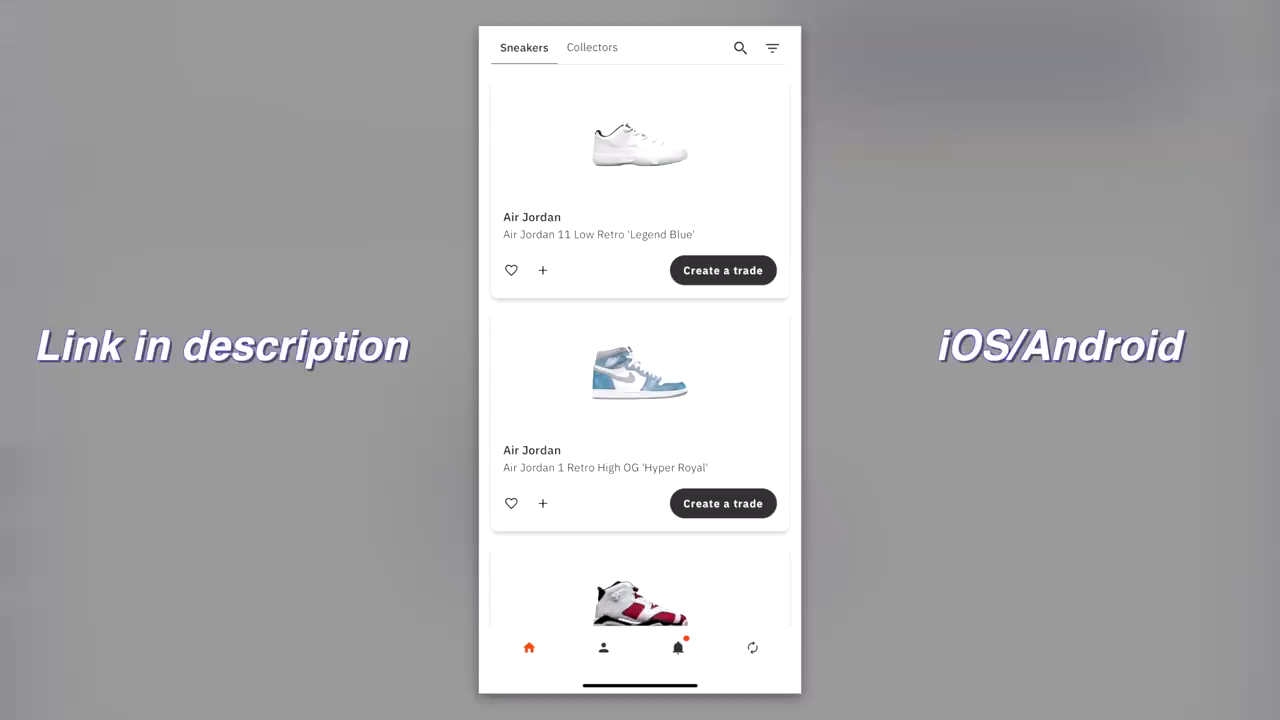 Sneakers Collectors
Air Jordan
Air Jordan 11 Low Retro 'Legend Blue'
Create a trade
Link in description
iOS/Android
Air Jordan
Air Jordan 1 Retro High OG 'Hyper Royal'
Create a trade